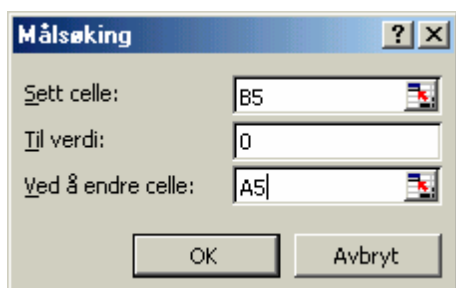 Målsøking
Sett celle: B5
Til verdi: 0
Ved å endre celle: A5
OK Avbryt